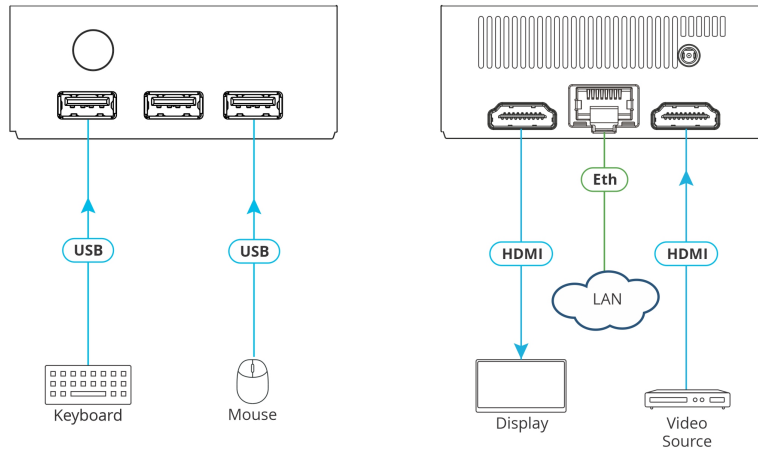 Eth
USB
USB
HDMI
HDMI
LAN
Keyboard
Mouse
Display
Video
Source